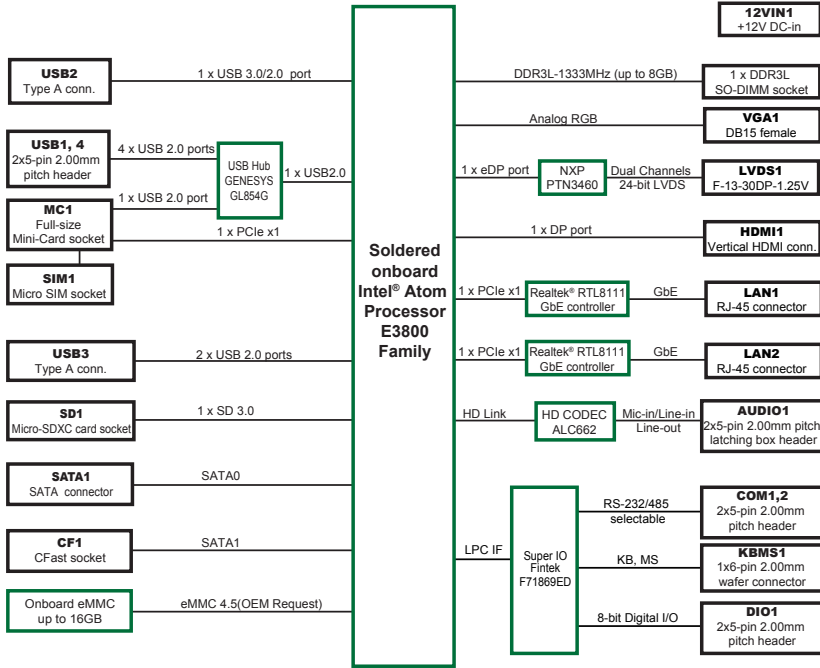 12VIN1
+12V DC-in
USB2
Type A conn.
1 x USB 3.0/2.0 port
DDR3L-1333MHz (up to 8GB)
1 x DDR3L
SO-DIMM socket
Analog RGB
VGA1
DB15 female
USB1, 4
2x5-pin 2.00mm
pitch header
4 x USB 2.0 ports
USB Hub
GENESYS
GL854G
1 x USB2.0
1 x eDP port
NXP
PTN3460
Dual Channels
24-bit LVDS
LVDS1
F-13-30DP-1.25V
1 x USB 2.0 port
MC1
Full-size
Mini-Card socket
1 x PCIe x1
1 x DP port
HDMI1
Vertical HDMI conn.
SIM1
Micro SIM socket
Soldered
onboard
Intel® Atom
Processor
E3800
Family
1 x PCIe x1
Realtek® RTL8111
GbE controller
GbE
LAN1
RJ-45 connector
USB3
Type A conn.
2 x USB 2.0 ports
1 x PCIe x1
Realtek® RTL8111
GbE controller
GbE
LAN2
RJ-45 connector
SD1
Micro-SDXC card socket
1 x SD 3.0
HD Link
HD CODEC
ALC662
Mic-in/Line-in
Line-out
AUDIO1
2x5-pin 2.00mm pitch
latching box header
SATA1
SATA connector
SATA0
RS-232/485
selectable
COM1,2
2x5-pin 2.00mm
pitch header
CF1
CFast socket
SATA1
LPC IF
Super IO
Fintek
F71869ED
KB, MS
KBMS1
1x6-pin 2.00mm
wafer connector
Onboard eMMC
up to 16GB
eMMC 4.5(OEM Request)
8-bit Digital I/O
DIO1
2x5-pin 2.00mm
pitch header